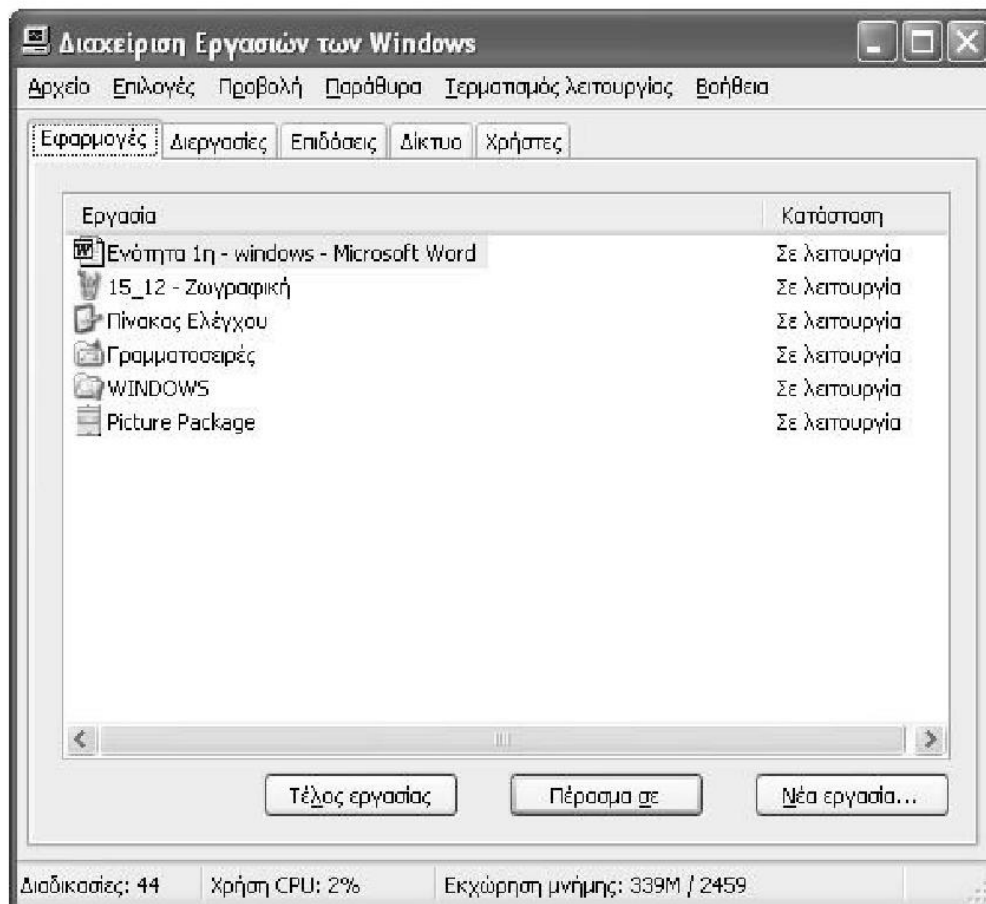 Διαχείριση Εργασιών των Windows
Αρχείο Επιλογές Προβολή Παράθυρα Τερματισμός λειτουργίας Βοήθεια
Εφαρμογές Διεργασίες Επιδόσεις Δίκτυο Χρήστες
Εργασία Κατάσταση
Ενότητα 1η - windows - Microsoft Word Σε λειτουργία
15_12 - Ζωγραφική Σε λειτουργία
Πίνακας Ελέγχου Σε λειτουργία
Γραμματοσειρές Σε λειτουργία
WINDOWS Σε λειτουργία
Picture Package Σε λειτουργία
Τέλος εργασίας Πέρασμα σε Νέα εργασία...
Διαδικασίες: 44 Χρήση CPU: 2% Εκχώρηση μνήμης: 339M / 2459